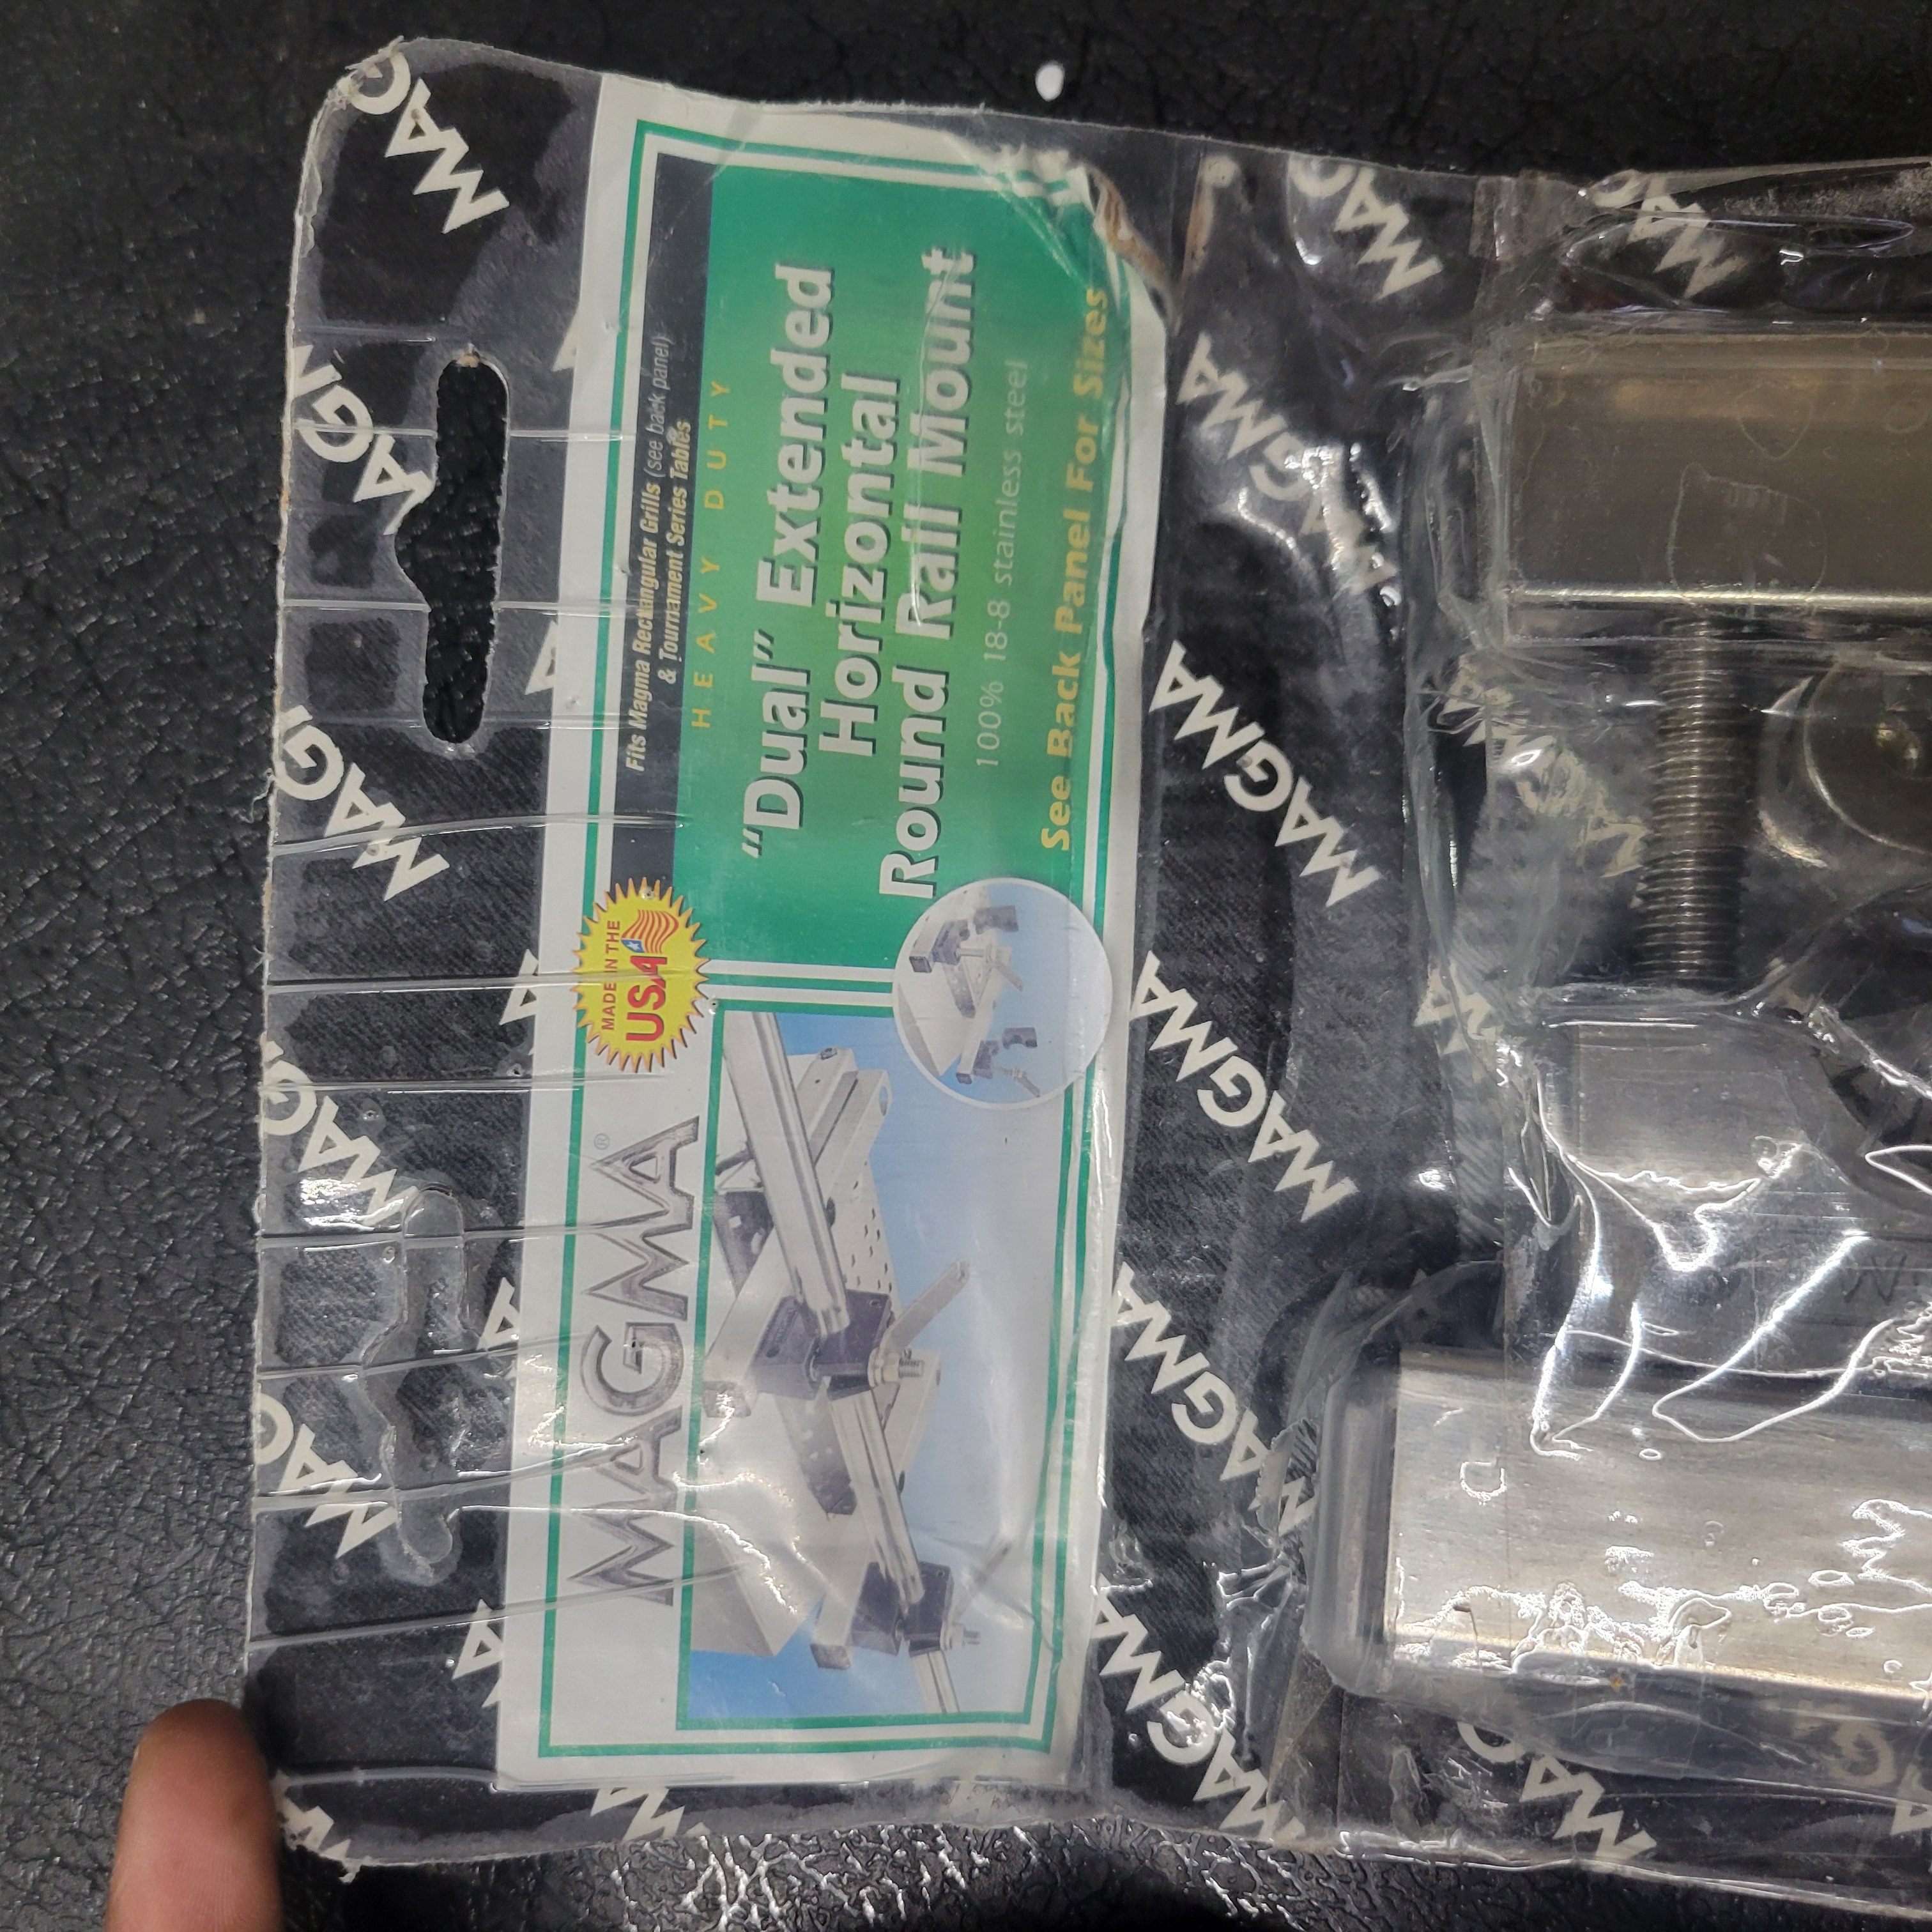 MAGMA®
MADE IN THE
USA
Fits Magma Rectangular Grills (see back panel)
& Tournament Series Tables
HEAVY DUTY
"Dual" Extended
Horizontal
Round Rail Mount
100% 18-8 stainless steel
See Back Panel For Sizes
MAGMA
MAGMA
MAGMA
MAGMA
MAGMA
MAGMA